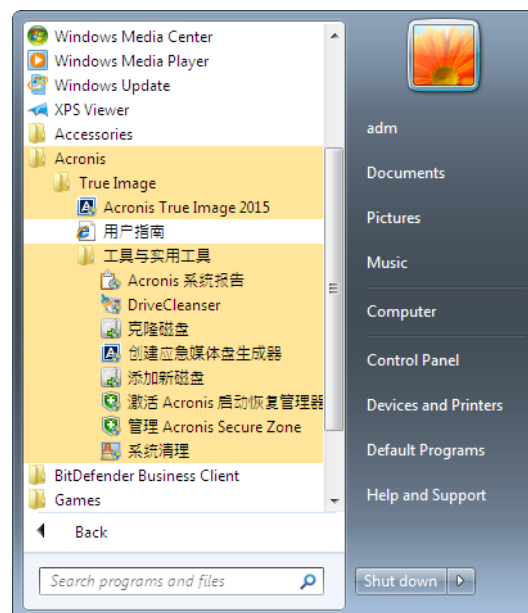 Windows Media Center
Windows Media Player
Windows Update
XPS Viewer
Accessories
Acronis
True Image
Acronis True Image 2015
用户指南
工具与实用工具
Acronis 系统报告
DriveCleanser
克隆磁盘
创建应急媒体盘生成器
添加新磁盘
激活 Acronis 启动恢复管理器
管理 Acronis Secure Zone
系统清理
BitDefender Business Client
Games
Back
Search programs and files
adm
Documents
Pictures
Music
Computer
Control Panel
Devices and Printers
Default Programs
Help and Support
Shut down